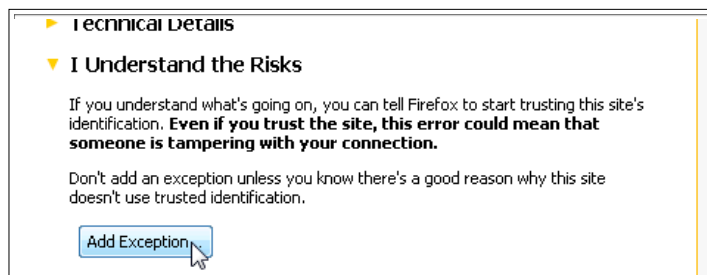 Technical Details
I Understand the Risks
If you understand what's going on, you can tell Firefox to start trusting this site's
identification. Even if you trust the site, this error could mean that
someone is tampering with your connection.
Don't add an exception unless you know there's a good reason why this site
doesn't use trusted identification.
Add Exception...